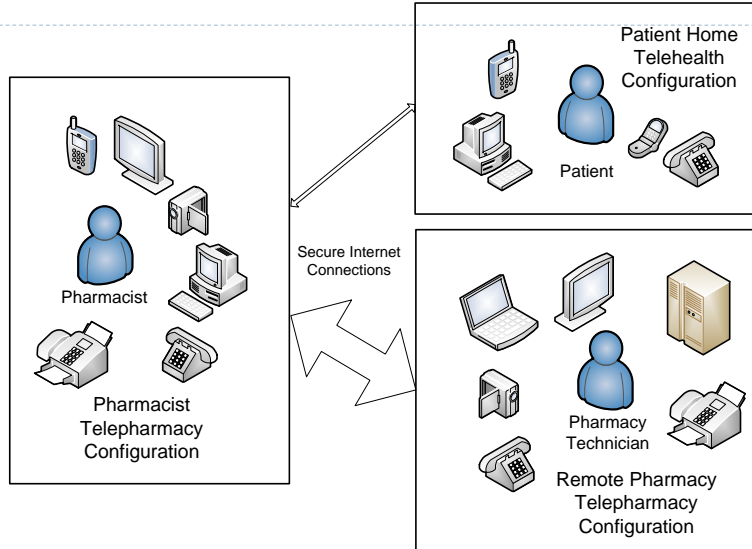 Patient Home
Telehealth
Configuration
Patient
Pharmacist
Pharmacist
Telepharmacy
Configuration
Secure Internet
Connections
Pharmacy
Technician
Remote Pharmacy
Telepharmacy
Configuration